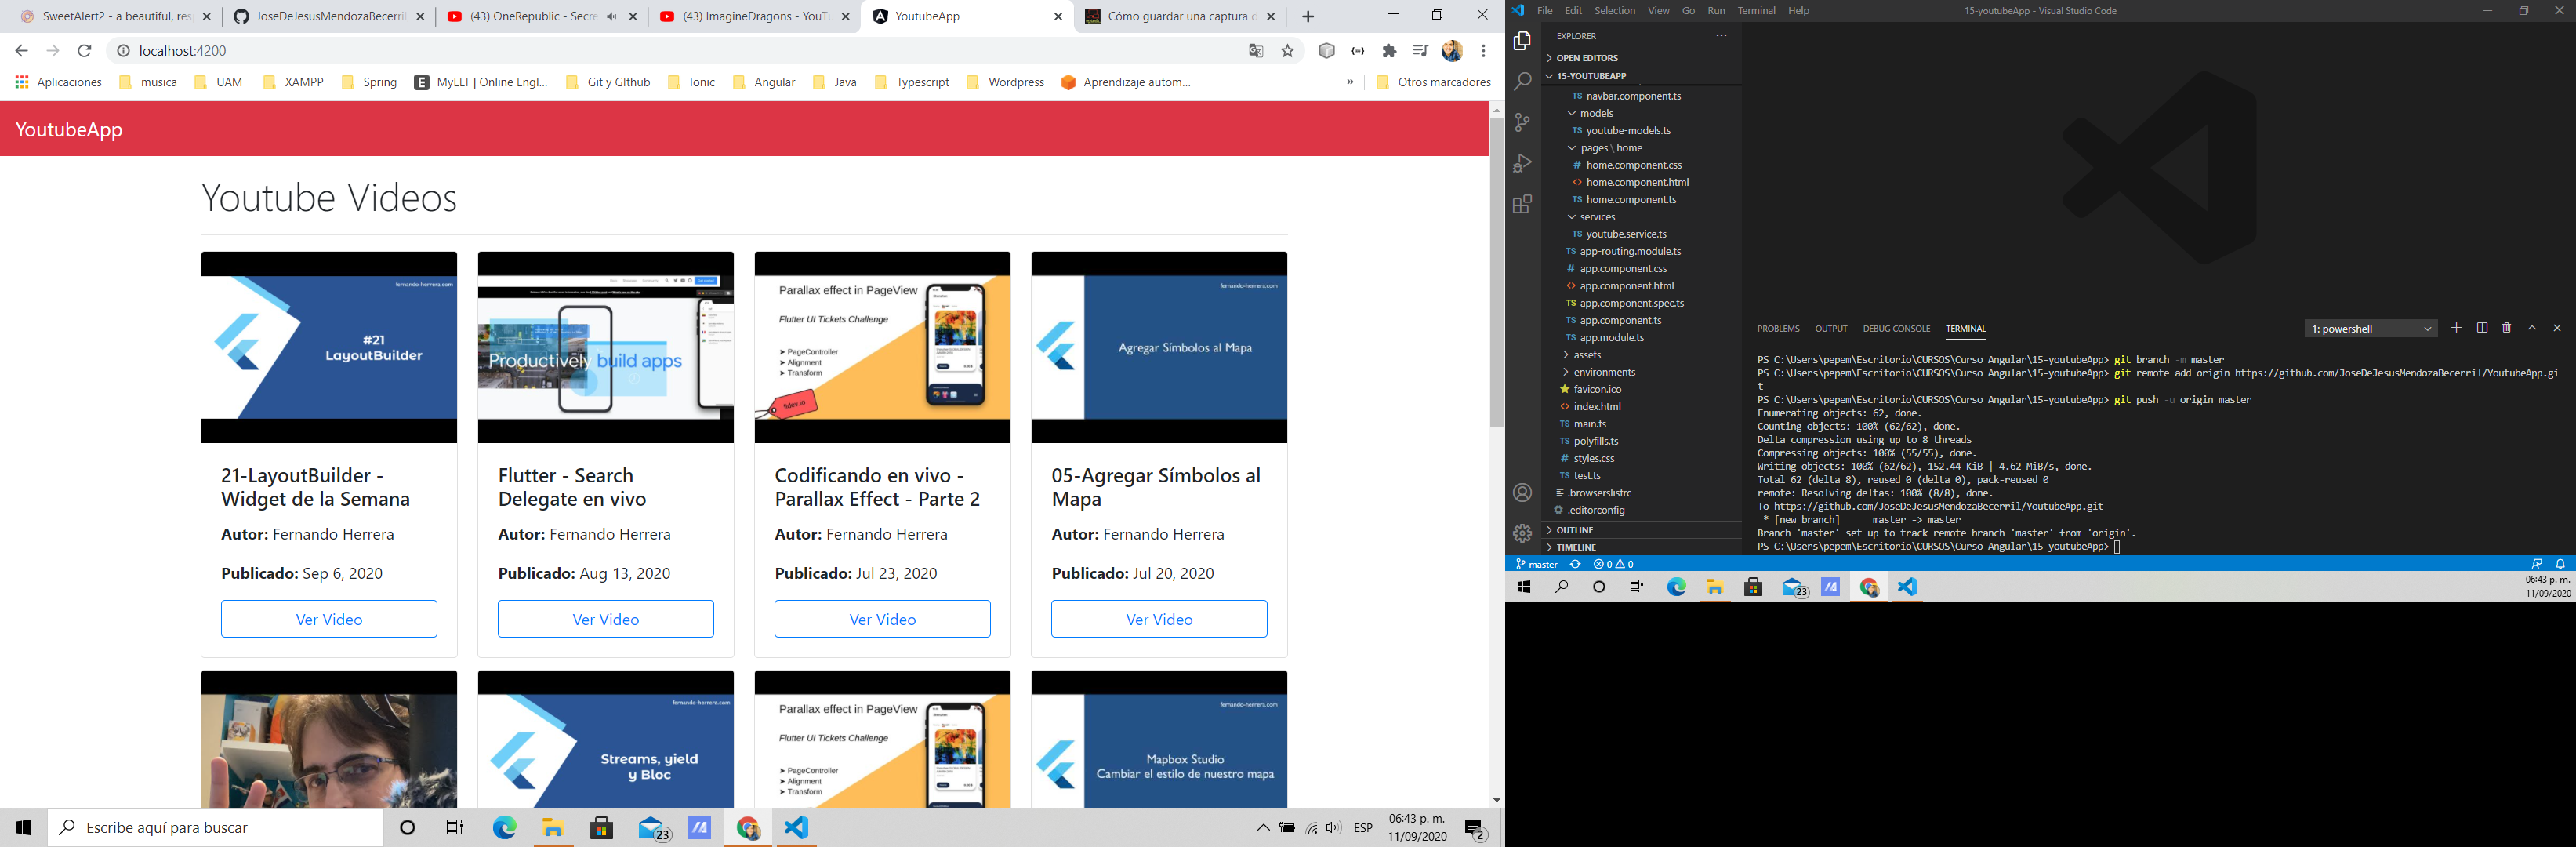 SweetAlert2 - a beautiful, res
JoseDeJesusMendozaBecerril
(43) OneRepublic - Secre
(43) ImagineDragons - YouTu
YoutubeApp
Cómo guardar una captura d
localhost:4200
Aplicaciones
musica
UAM
XAMPP
Spring
MyELT | Online Engl...
Git y GIthub
Ionic
Angular
Java
Typescript
Wordpress
Aprendizaje autom...
»
Otros marcadores
YoutubeApp
Youtube Videos
fernando-herrera.com
#21
LayoutBuilder
21-LayoutBuilder -
Widget de la Semana
Autor: Fernando Herrera
Publicado: Sep 6, 2020
Ver Video
Productively build apps
Flutter - Search
Delegate en vivo
Autor: Fernando Herrera
Publicado: Aug 13, 2020
Ver Video
Parallax effect in PageView
Flutter UI Tickets Challenge
➤ PageController
➤ Alignment
➤ Transform
Codificando en vivo -
Parallax Effect - Parte 2
Autor: Fernando Herrera
Publicado: Jul 23, 2020
Ver Video
fernando-herrera.com
Agregar Símbolos al Mapa
05-Agregar Símbolos al
Mapa
Autor: Fernando Herrera
Publicado: Jul 20, 2020
Ver Video
fernando-herrera.com
Streams, yield
y Bloc
Parallax effect in PageView
Flutter UI Tickets Challenge
➤ PageController
➤ Alignment
➤ Transform
fernando-herrera.com
Mapbox Studio
Cambiar el estilo de nuestro mapa
Escribe aquí para buscar
23
ESP
06:43 p. m.
11/09/2020
2
File Edit Selection View Go Run Terminal Help
15-youtubeApp - Visual Studio Code
EXPLORER
OPEN EDITORS
15-YOUTUBEAPP
TS navbar.component.ts
models
TS youtube-models.ts
pages \ home
# home.component.css
<> home.component.html
TS home.component.ts
services
TS youtube.service.ts
TS app-routing.module.ts
# app.component.css
<> app.component.html
TS app.component.spec.ts
TS app.component.ts
TS app.module.ts
assets
environments
favicon.ico
<> index.html
TS main.ts
TS polyfills.ts
# styles.css
TS test.ts
.browserslistrc
.editorconfig
OUTLINE
TIMELINE
PROBLEMS OUTPUT DEBUG CONSOLE TERMINAL
1: powershell
PS C:\Users\pepem\Escritorio\CURSOS\Curso Angular\15-youtubeApp> git branch -m master
PS C:\Users\pepem\Escritorio\CURSOS\Curso Angular\15-youtubeApp> git remote add origin https://github.com/JoseDeJesusMendozaBecerril/YoutubeApp.gi
t
PS C:\Users\pepem\Escritorio\CURSOS\Curso Angular\15-youtubeApp> git push -u origin master
Enumerating objects: 62, done.
Counting objects: 100% (62/62), done.
Delta compression using up to 8 threads
Compressing objects: 100% (55/55), done.
Writing objects: 100% (62/62), 152.44 KiB | 4.62 MiB/s, done.
Total 62 (delta 8), reused 0 (delta 0), pack-reused 0
remote: Resolving deltas: 100% (8/8), done.
To https://github.com/JoseDeJesusMendozaBecerril/YoutubeApp.git
 * [new branch]      master -> master
Branch 'master' set up to track remote branch 'master' from 'origin'.
PS C:\Users\pepem\Escritorio\CURSOS\Curso Angular\15-youtubeApp>
master
0
0
23
06:43 p. m.
11/09/2020